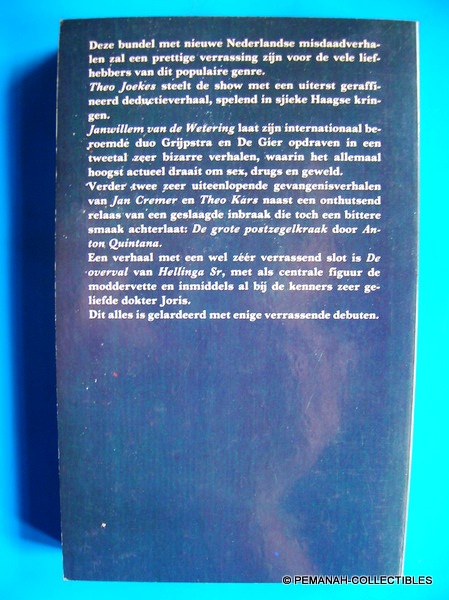 Deze bundel met nieuwe Nederlandse misdaadverha-
len zal een prettige verrassing zijn voor de vele lief-
hebbers van dit populaire genre.
Theo Joekes steelt de show met een uiterst geraffi-
neerd deductieverhaal, spelend in sjieke Haagse krin-
gen.
Janwillem van de Wetering laat zijn internationaal be-
roemde duo Grijpstra en De Gier opdraven in een
tweetal zeer bizarre verhalen, waarin het allemaal
hoogst actueel draait om sex, drugs en geweld.
Verder twee zeer uiteenlopende gevangenisverhalen
van Jan Cremer en Theo Kars naast een onthutsend
relaas van een geslaagde inbraak die toch een bittere
smaak achterlaat: De grote postzegelkraak door An-
ton Quintana.
Een verhaal met een wel zéér verrassend slot is De
overval van Hellinga Sr, met als centrale figuur de
moddervette en inmiddels al bij de kenners zeer ge-
liefde dokter Joris.
Dit alles is gelardeerd met enige verrassende debuten.
© PEMANAH-COLLECTIBLES